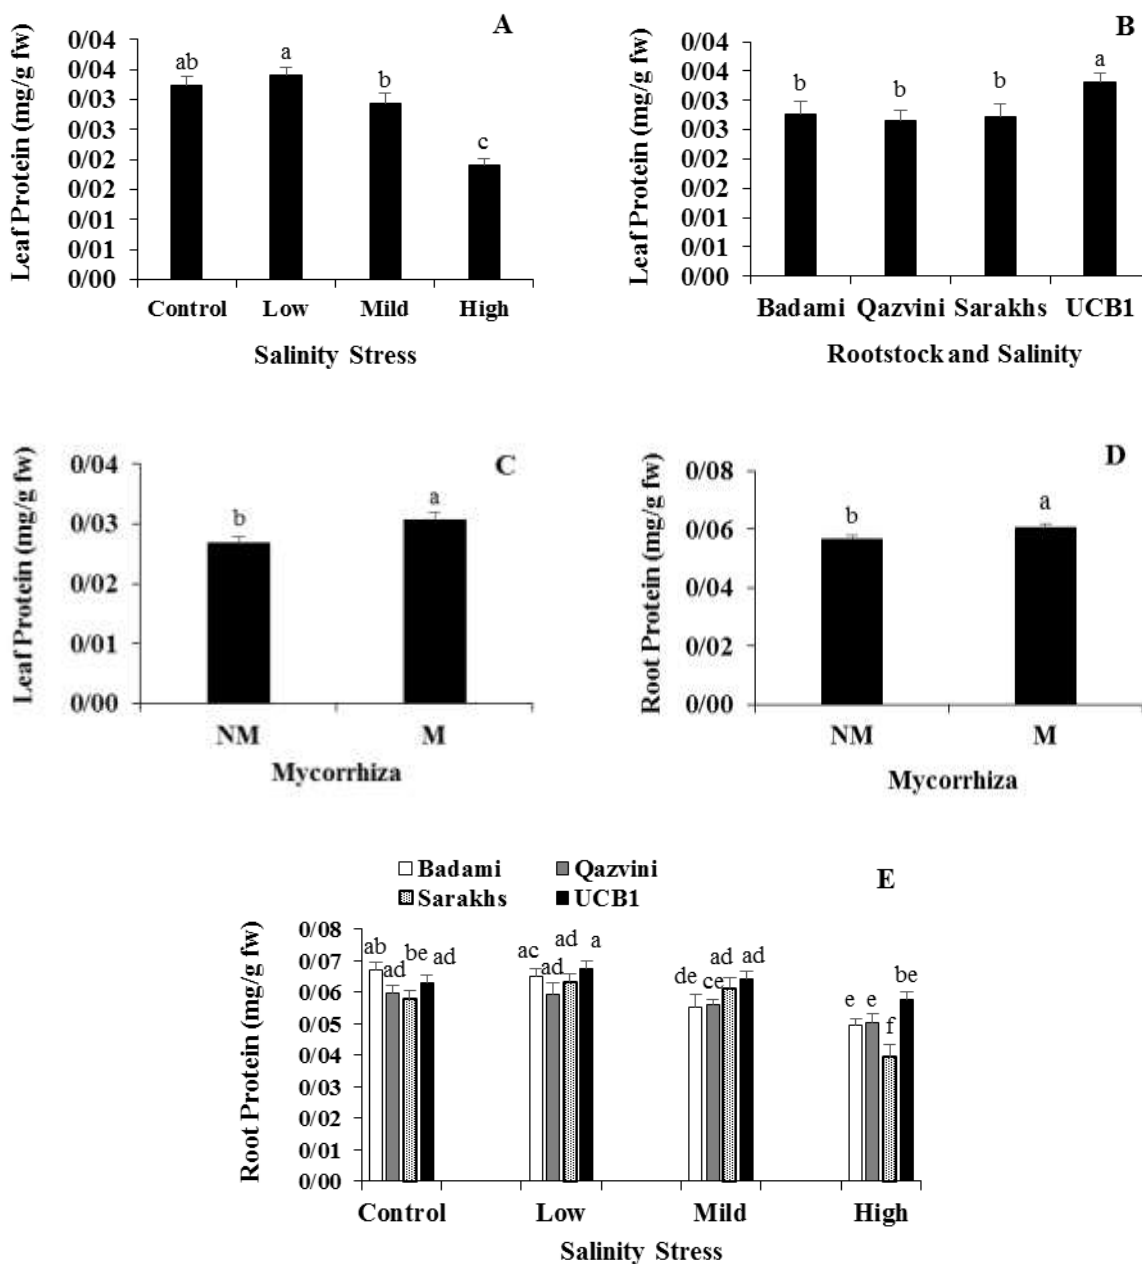 A
Leaf Protein (mg/g fw)
0/04
0/04
0/03
0/03
0/02
0/02
0/01
0/01
0/00
ab
a
b
c
Control Low Mild High
Salinity Stress
B
Leaf Protein (mg/g fw)
0/04
0/04
0/03
0/03
0/02
0/02
0/01
0/01
0/00
b
b
b
a
Badami Qazvini Sarakhs UCB1
Rootstock and Salinity
C
Leaf Protein (mg/g fw)
0/04
0/03
0/02
0/01
0/00
b
a
NM M
Mycorrhiza
D
Root Protein (mg/g fw)
0/08
0/06
0/04
0/02
0/00
b
a
NM M
Mycorrhiza
Badami Qazvini
Sarakhs UCB1
E
Root Protein (mg/g fw)
0/08
0/07
0/06
0/05
0/04
0/03
0/02
0/01
0/00
ab ad be ad
ac ad ad a
de ce ad ad
e e f be
Control Low Mild High
Salinity Stress